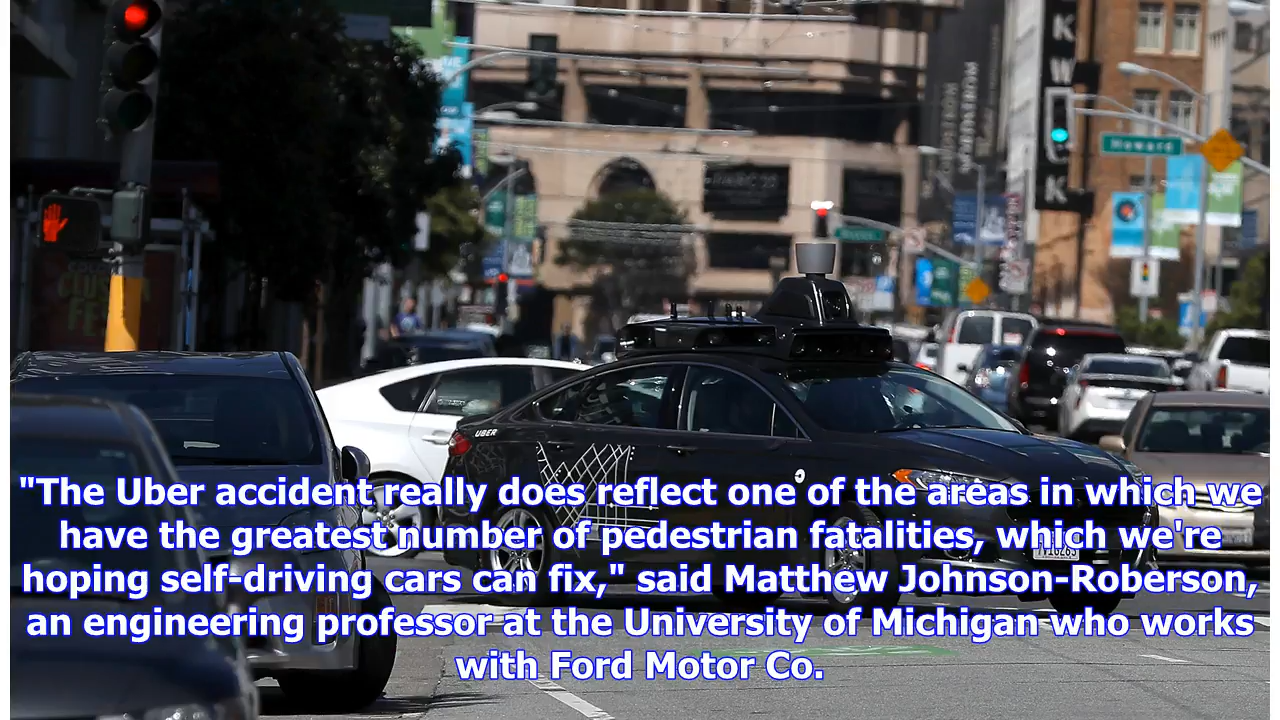 KWK
Howard
UBER
"The Uber accident really does reflect one of the areas in which we
have the greatest number of pedestrian fatalities, which we're
hoping self-driving cars can fix," said Matthew Johnson-Roberson,
an engineering professor at the University of Michigan who works
with Ford Motor Co.